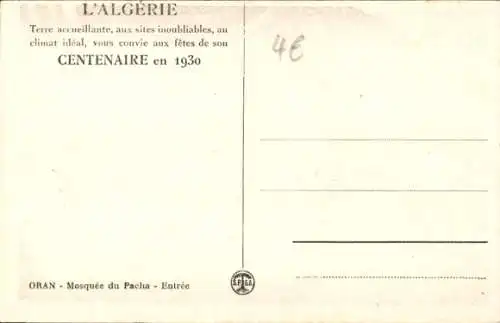 L'ALGÉRIE
Terre accueillante, aux sites inoubliables, au
climat idéal, vous convie aux fêtes de son
CENTENAIRE en 1930
4€
ORAN - Mosquée du Pacha - Entrée